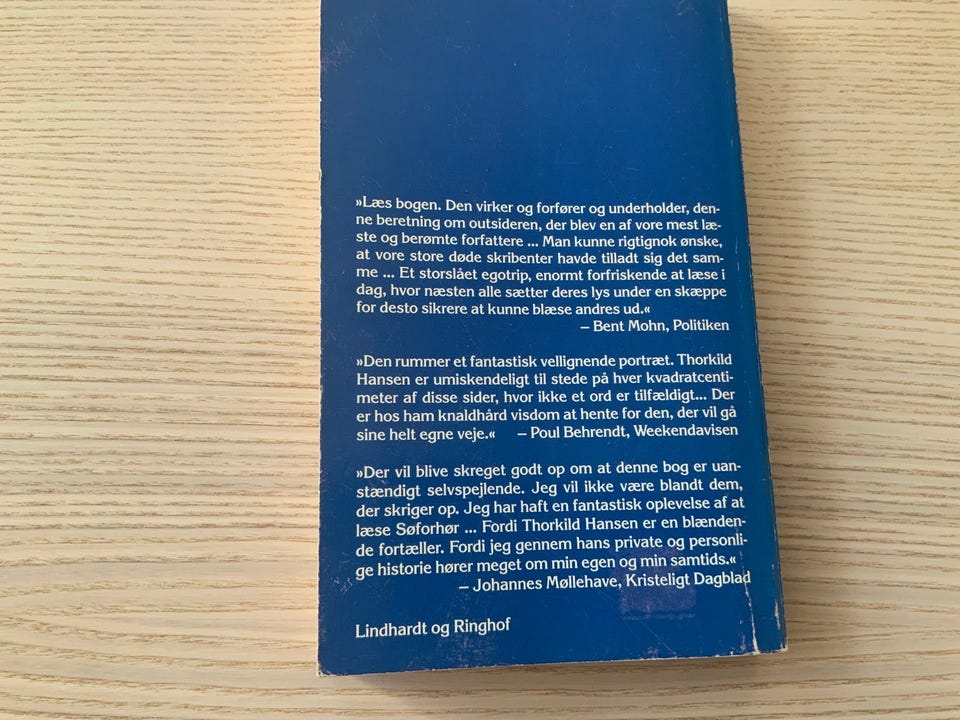 »Læs bogen. Den virker og forfører og underholder, den-
ne beretning om outsideren, der blev en af vore mest læ-
ste og berømte forfattere ... Man kunne rigtignok ønske,
at vore store døde skribenter havde tilladt sig det sam-
me ... Et storslået egotrip, enormt forfriskende at læse i
dag, hvor næsten alle sætter deres lys under en skæppe
for desto sikrere at kunne blæse andres ud.«
– Bent Mohn, Politiken
»Den rummer et fantastisk vellignende portræt. Thorkild
Hansen er umiskendeligt til stede på hver kvadratcenti-
meter af disse sider, hvor ikke et ord er tilfældigt... Der
er hos ham knaldhård visdom at hente for den, der vil gå
sine helt egne veje.« – Poul Behrendt, Weekendavisen
»Der vil blive skreget godt op om at denne bog er uan-
stændigt selvspejlende. Jeg vil ikke være blandt dem,
der skriger op. Jeg har haft en fantastisk oplevelse af at
læse Søforhør ... Fordi Thorkild Hansen er en blænden-
de fortæller. Fordi jeg gennem hans private og personli-
ge historie hører meget om min egen og min samtids.«
– Johannes Møllehave, Kristeligt Dagblad
Lindhardt og Ringhof